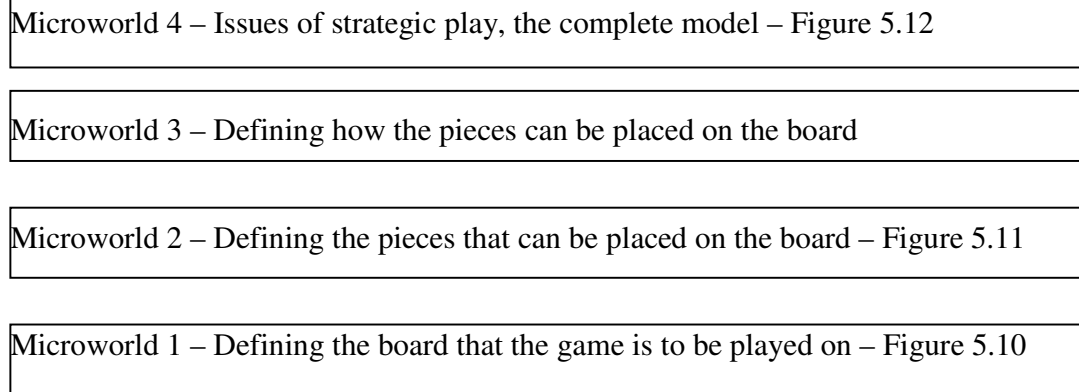 Microworld 4 – Issues of strategic play, the complete model – Figure 5.12
Microworld 3 – Defining how the pieces can be placed on the board
Microworld 2 – Defining the pieces that can be placed on the board – Figure 5.11
Microworld 1 – Defining the board that the game is to be played on – Figure 5.10